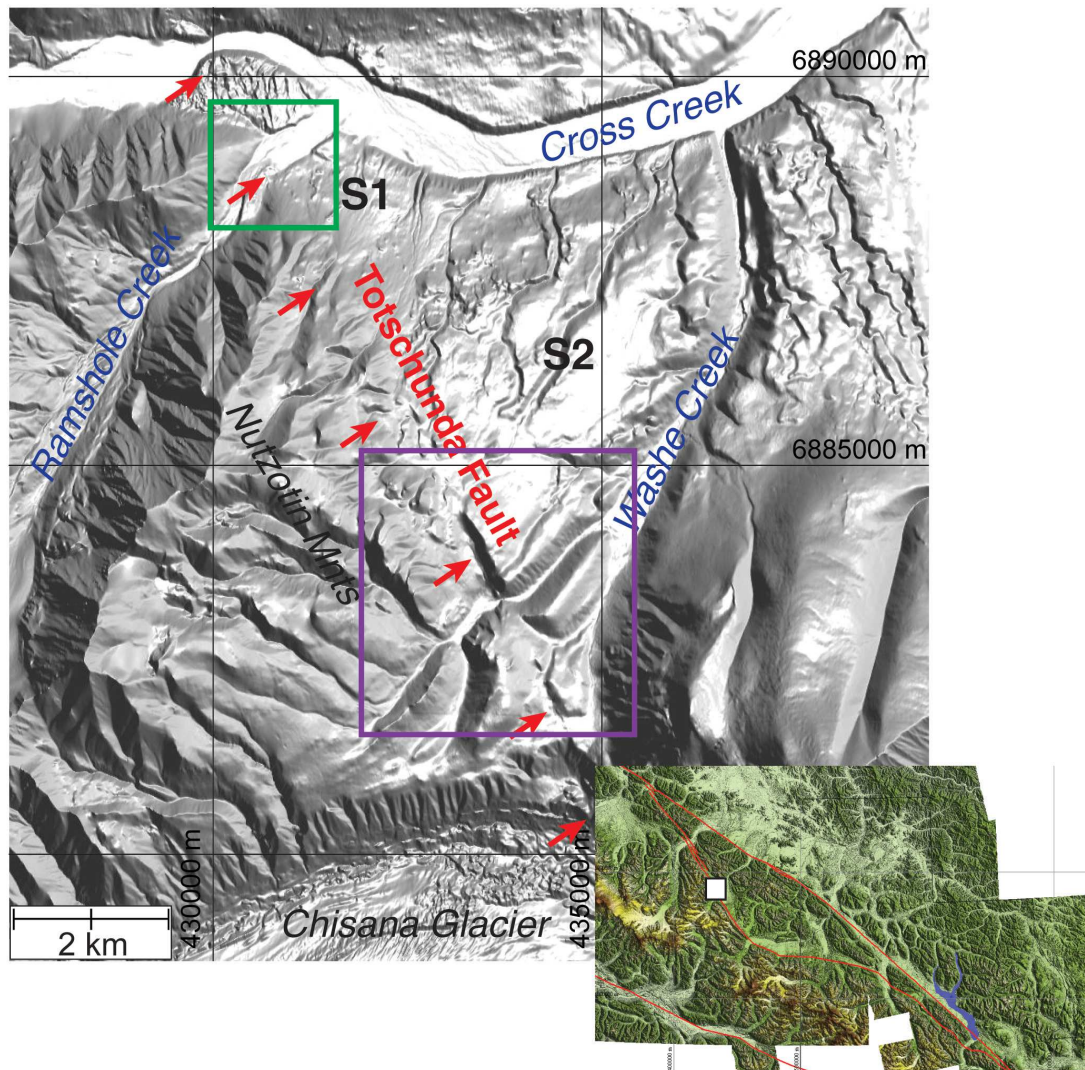 6890000 m
Cross Creek
S1
Ramshole Creek
Totschunda Fault
S2
Washe Creek
Nutzotin Mnts
6885000 m
430000 m
435000 m
2 km
Chisana Glacier